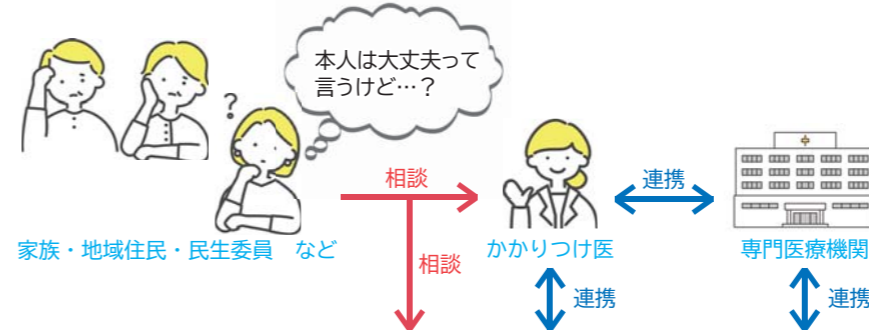 本人は大丈夫って
言うけど…？
？
相談
連携
家族・地域住民・民生委員　など
相談
かかりつけ医
専門医療機関
連携
連携